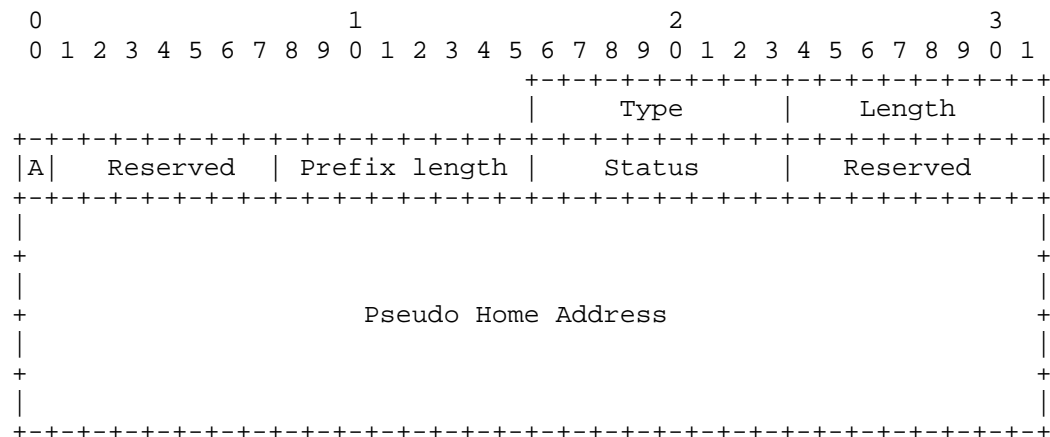 0                   1                   2                   3
0 1 2 3 4 5 6 7 8 9 0 1 2 3 4 5 6 7 8 9 0 1 2 3 4 5 6 7 8 9 0 1
                               +-+-+-+-+-+-+-+-+-+-+-+-+-+-+-+-+
                               |      Type     |    Length     |
+-+-+-+-+-+-+-+-+-+-+-+-+-+-+-+-+-+-+-+-+-+-+-+-+-+-+-+-+-+-+-+-+
|A|   Reserved  | Prefix length |    Status     |   Reserved    |
+-+-+-+-+-+-+-+-+-+-+-+-+-+-+-+-+-+-+-+-+-+-+-+-+-+-+-+-+-+-+-+-+
|                                                               |
+                                                               +
|                                                               |
+                     Pseudo Home Address                       +
|                                                               |
+                                                               +
|                                                               |
+-+-+-+-+-+-+-+-+-+-+-+-+-+-+-+-+-+-+-+-+-+-+-+-+-+-+-+-+-+-+-+-+